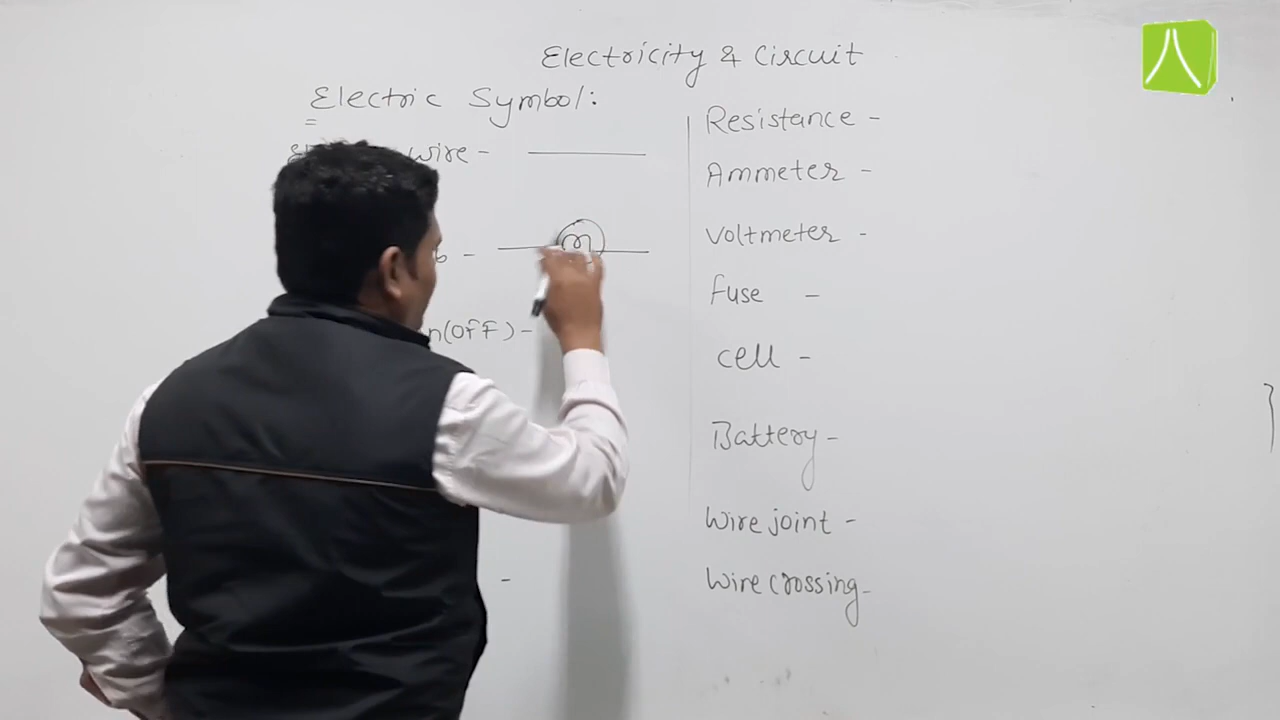 Electricity & Circuit
Electric Symbol:
wire -
(OFF) -
Resistance -
Ammeter -
Voltmeter -
fuse -
cell -
Battery -
Wire joint -
Wire crossing -